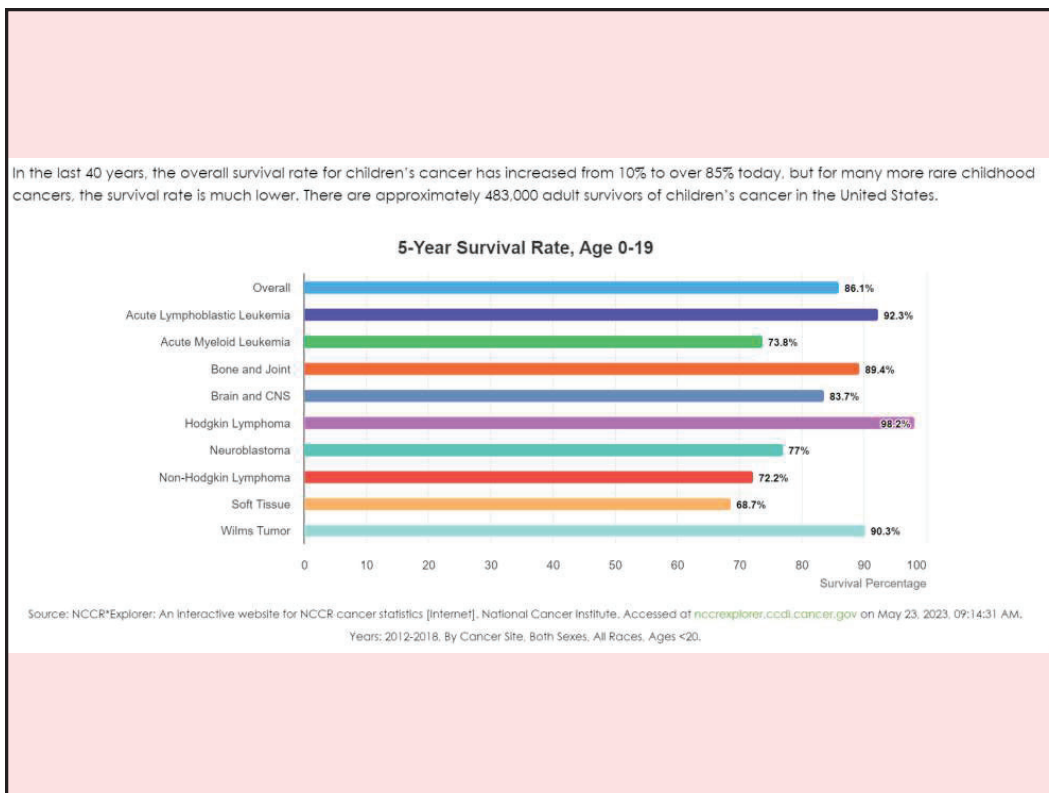 In the last 40 years, the overall survival rate for children's cancer has increased from 10% to over 85% today, but for many more rare childhood
cancers, the survival rate is much lower. There are approximately 483,000 adult survivors of children's cancer in the United States.
5-Year Survival Rate, Age 0-19
Overall 86.1%
Acute Lymphoblastic Leukemia 92.3%
Acute Myeloid Leukemia 73.8%
Bone and Joint 89.4%
Brain and CNS 83.7%
Hodgkin Lymphoma 98.2%
Neuroblastoma 77%
Non-Hodgkin Lymphoma 72.2%
Soft Tissue 68.7%
Wilms Tumor 90.3%
0 10 20 30 40 50 60 70 80 90 100
Survival Percentage
Source: NCCR*Explorer: An interactive website for NCCR cancer statistics [Internet]. National Cancer Institute. Accessed at nccrexplorer.ccdi.cancer.gov on May 23, 2023, 09:14:31 AM.
Years: 2012-2018, By Cancer Site, Both Sexes, All Races, Ages <20.